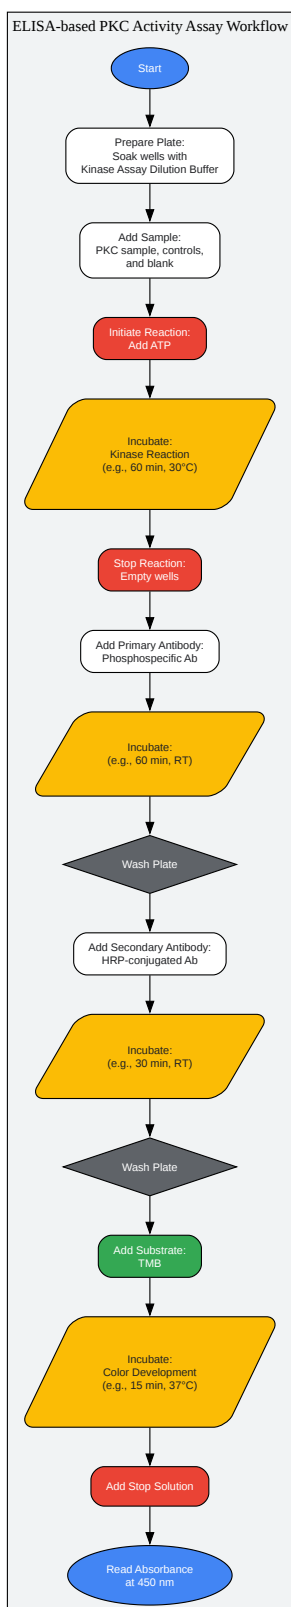 ELISA-based PKC Activity Assay Workflow
Start
Prepare Plate:
Soak wells with
Kinase Assay Dilution Buffer
Add Sample:
PKC sample, controls,
and blank
Initiate Reaction:
Add ATP
Incubate:
Kinase Reaction
(e.g., 60 min, 30°C)
Stop Reaction:
Empty wells
Add Primary Antibody:
Phosphospecific Ab
Incubate:
(e.g., 60 min, RT)
Wash Plate
Add Secondary Antibody:
HRP-conjugated Ab
Incubate:
(e.g., 30 min, RT)
Wash Plate
Add Substrate:
TMB
Incubate:
Color Development
(e.g., 15 min, 37°C)
Add Stop Solution
Read Absorbance
at 450 nm